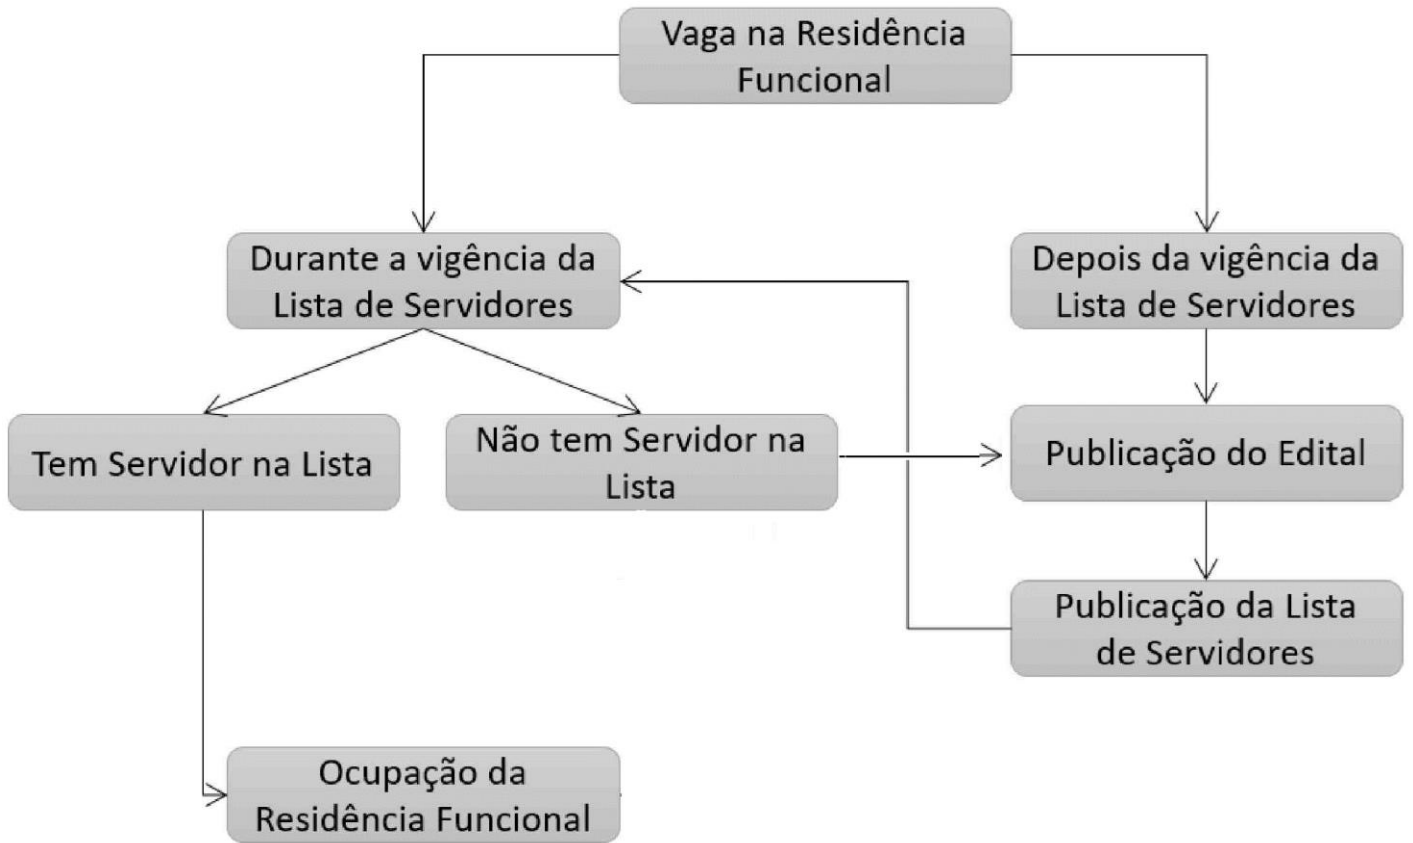 Vaga na Residência
Funcional
Durante a vigência da
Lista de Servidores
Depois da vigência da
Lista de Servidores
Tem Servidor na Lista
Não tem Servidor na
Lista
Publicação do Edital
Publicação da Lista
de Servidores
Ocupação da
Residência Funcional